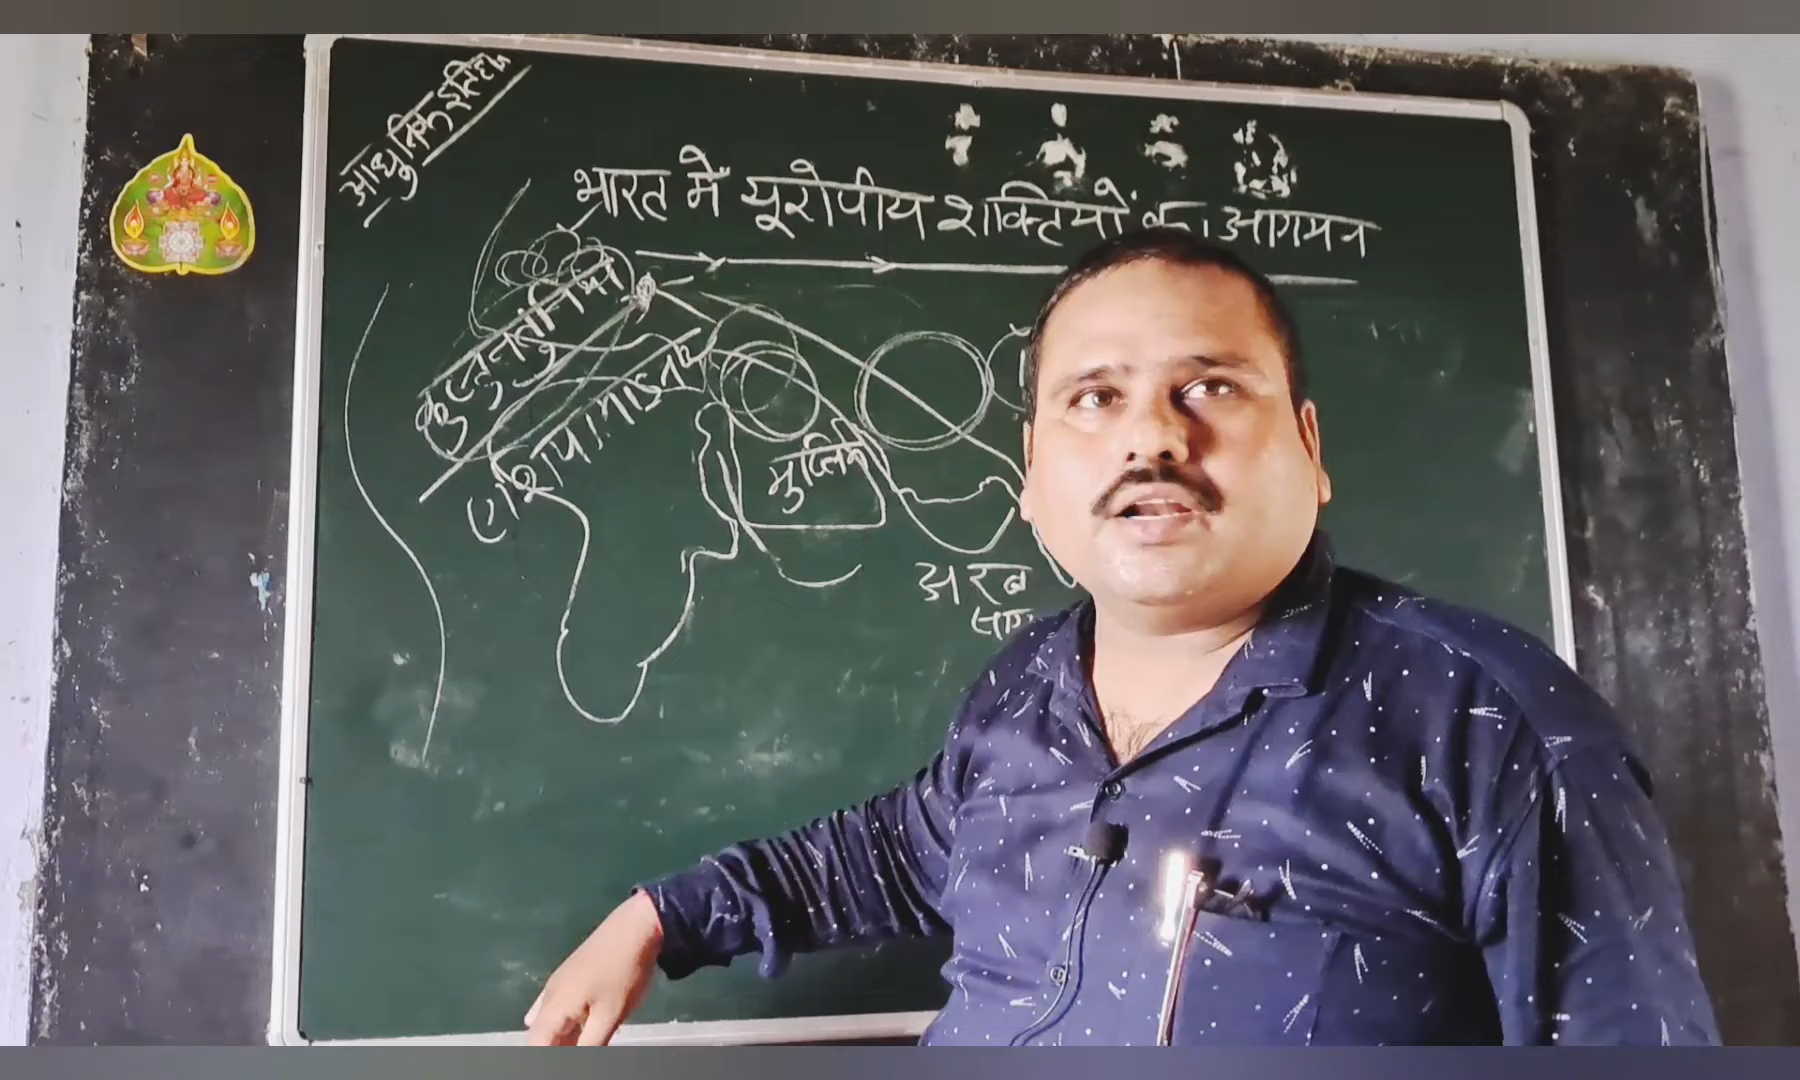 आधुनिक इतिहास
भारत में यूरोपीय शक्तियों का आगमन
कुस्तुनतुनिया
एशिया माइनर
मुस्लिम
अरब
साग